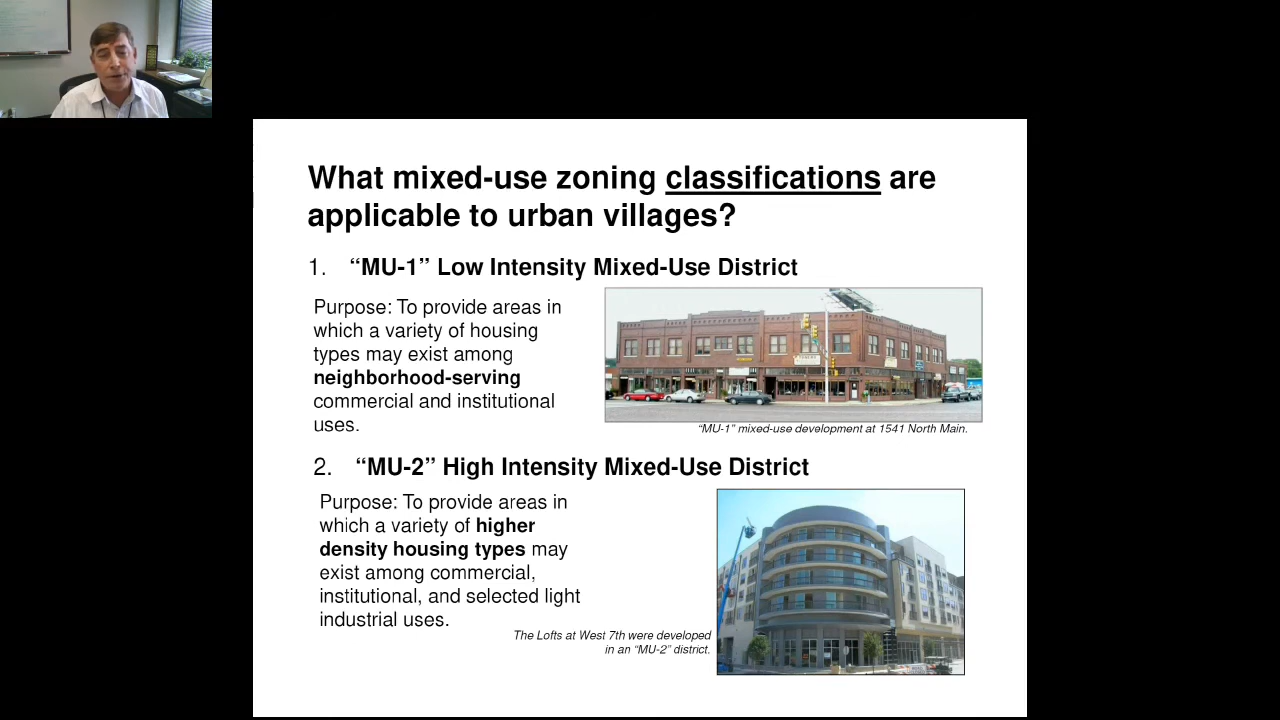 What mixed-use zoning classifications are
applicable to urban villages?
1. “MU-1” Low Intensity Mixed-Use District
Purpose: To provide areas in
which a variety of housing
types may exist among
neighborhood-serving
commercial and institutional
uses.
“MU-1” mixed-use development at 1541 North Main.
2. “MU-2” High Intensity Mixed-Use District
Purpose: To provide areas in
which a variety of higher
density housing types may
exist among commercial,
institutional, and selected light
industrial uses.
The Lofts at West 7th were developed
in an “MU-2” district.